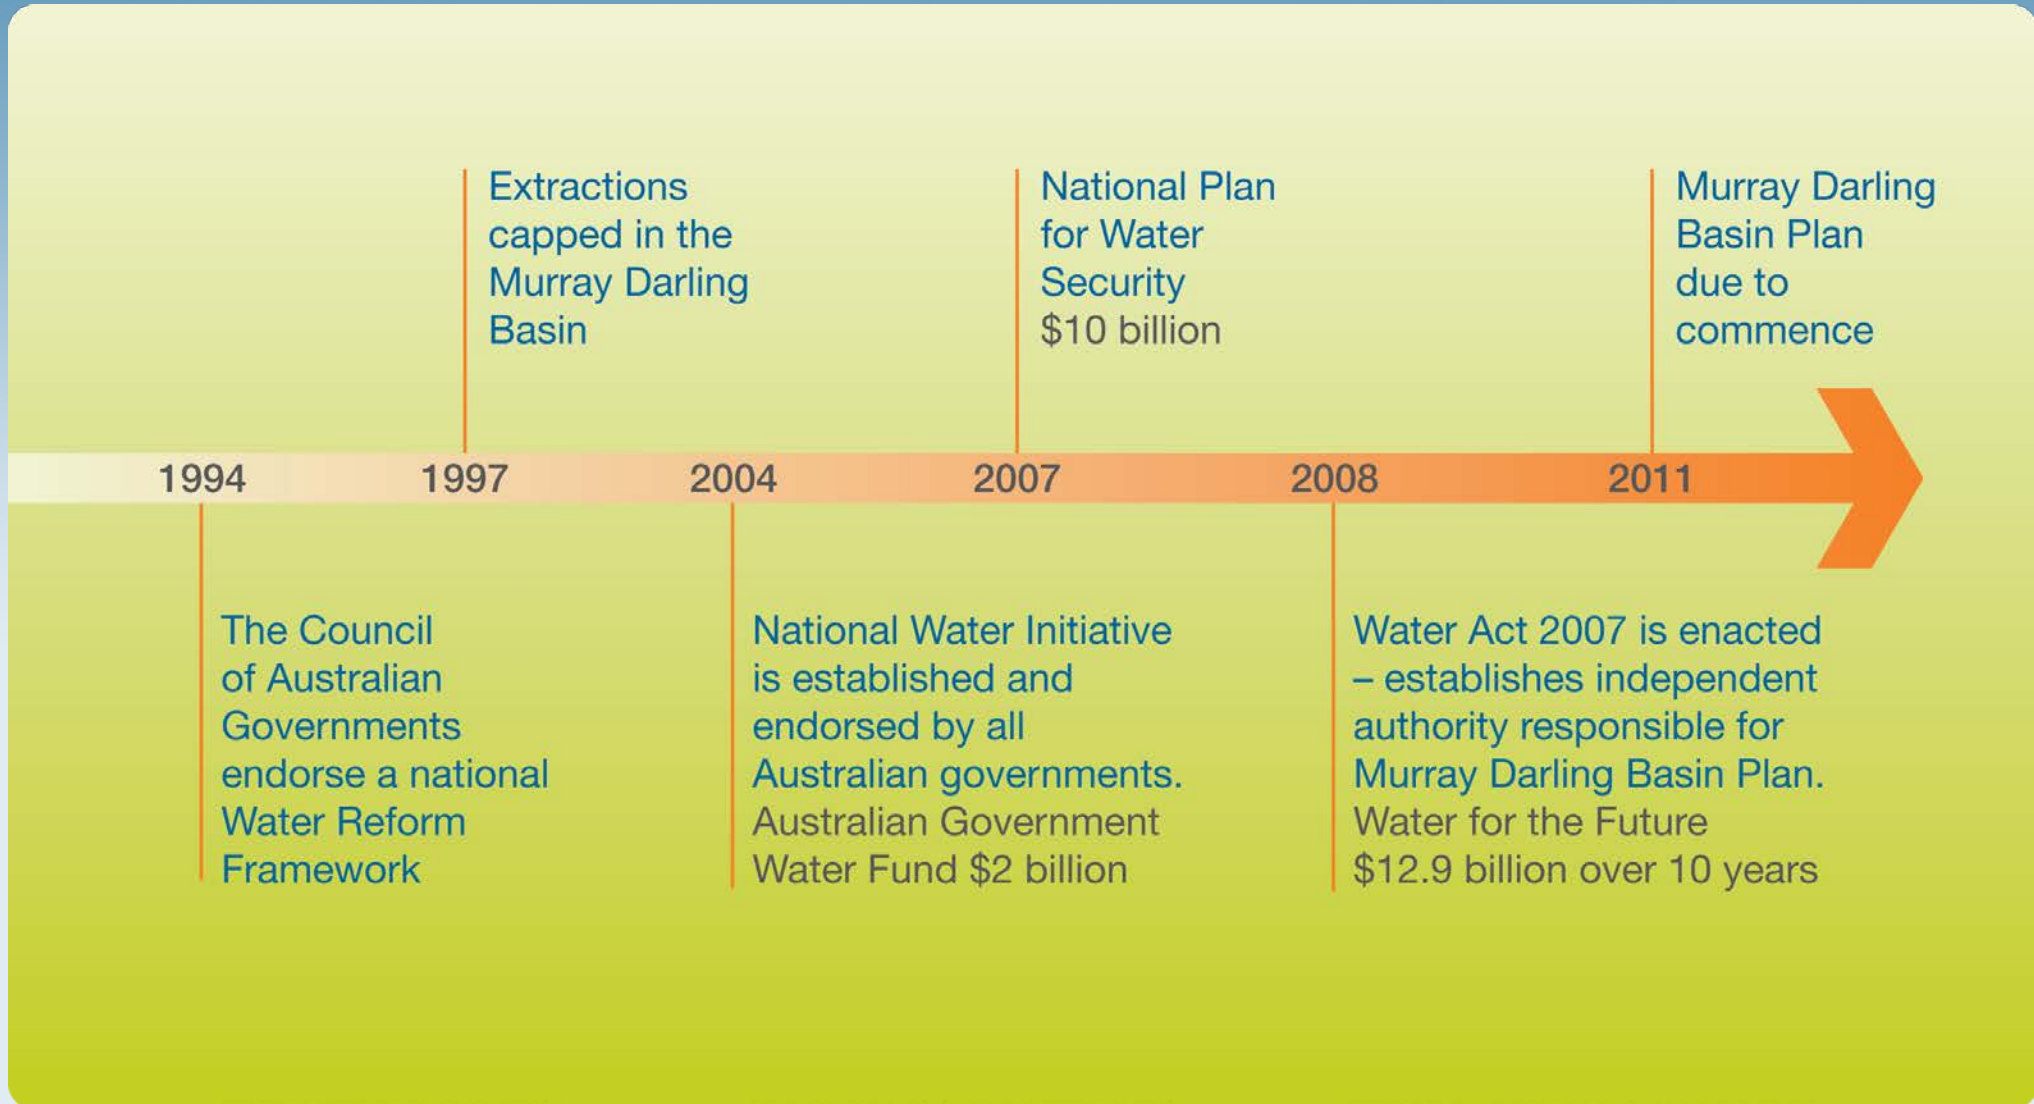 Extractions
capped in the
Murray Darling
Basin
National Plan
for Water
Security
$10 billion
Murray Darling
Basin Plan
due to
commence
1994 1997 2004 2007 2008 2011
The Council
of Australian
Governments
endorse a national
Water Reform
Framework
National Water Initiative
is established and
endorsed by all
Australian governments.
Australian Government
Water Fund $2 billion
Water Act 2007 is enacted
– establishes independent
authority responsible for
Murray Darling Basin Plan.
Water for the Future
$12.9 billion over 10 years